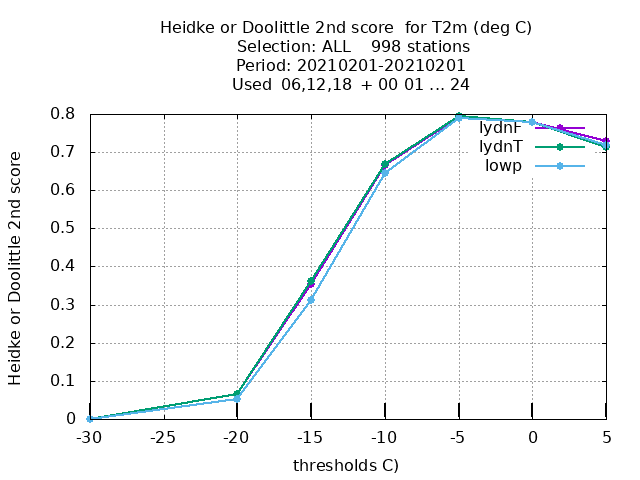 Heidke or Doolittle 2nd score  for T2m (deg C)
Selection: ALL    998 stations
Period: 20210201-20210201
Used  06,12,18  + 00 01 ... 24
Heidke or Doolittle 2nd score
0.8
0.7
0.6
0.5
0.4
0.3
0.2
0.1
0
lydnF
lydnT
lowp
-30 -25 -20 -15 -10 -5 0 5
thresholds C)